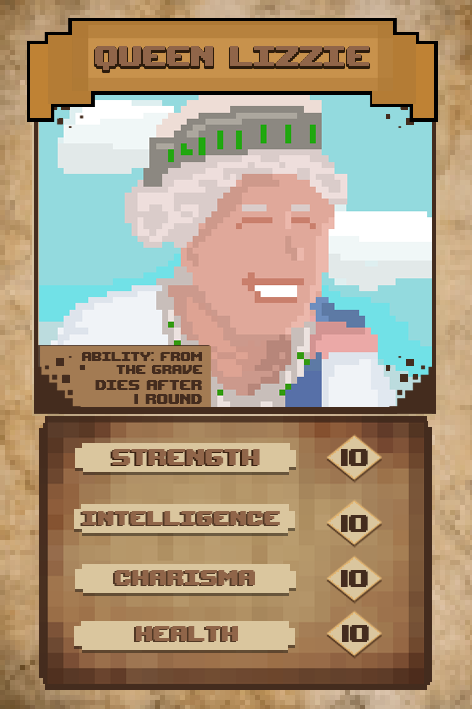 QUEEN LIZZIE
ABILITY: FROM
THE GRAVE
DIES AFTER
1 ROUND
STRENGTH 10
INTELLIGENCE 10
CHARISMA 10
HEALTH 10